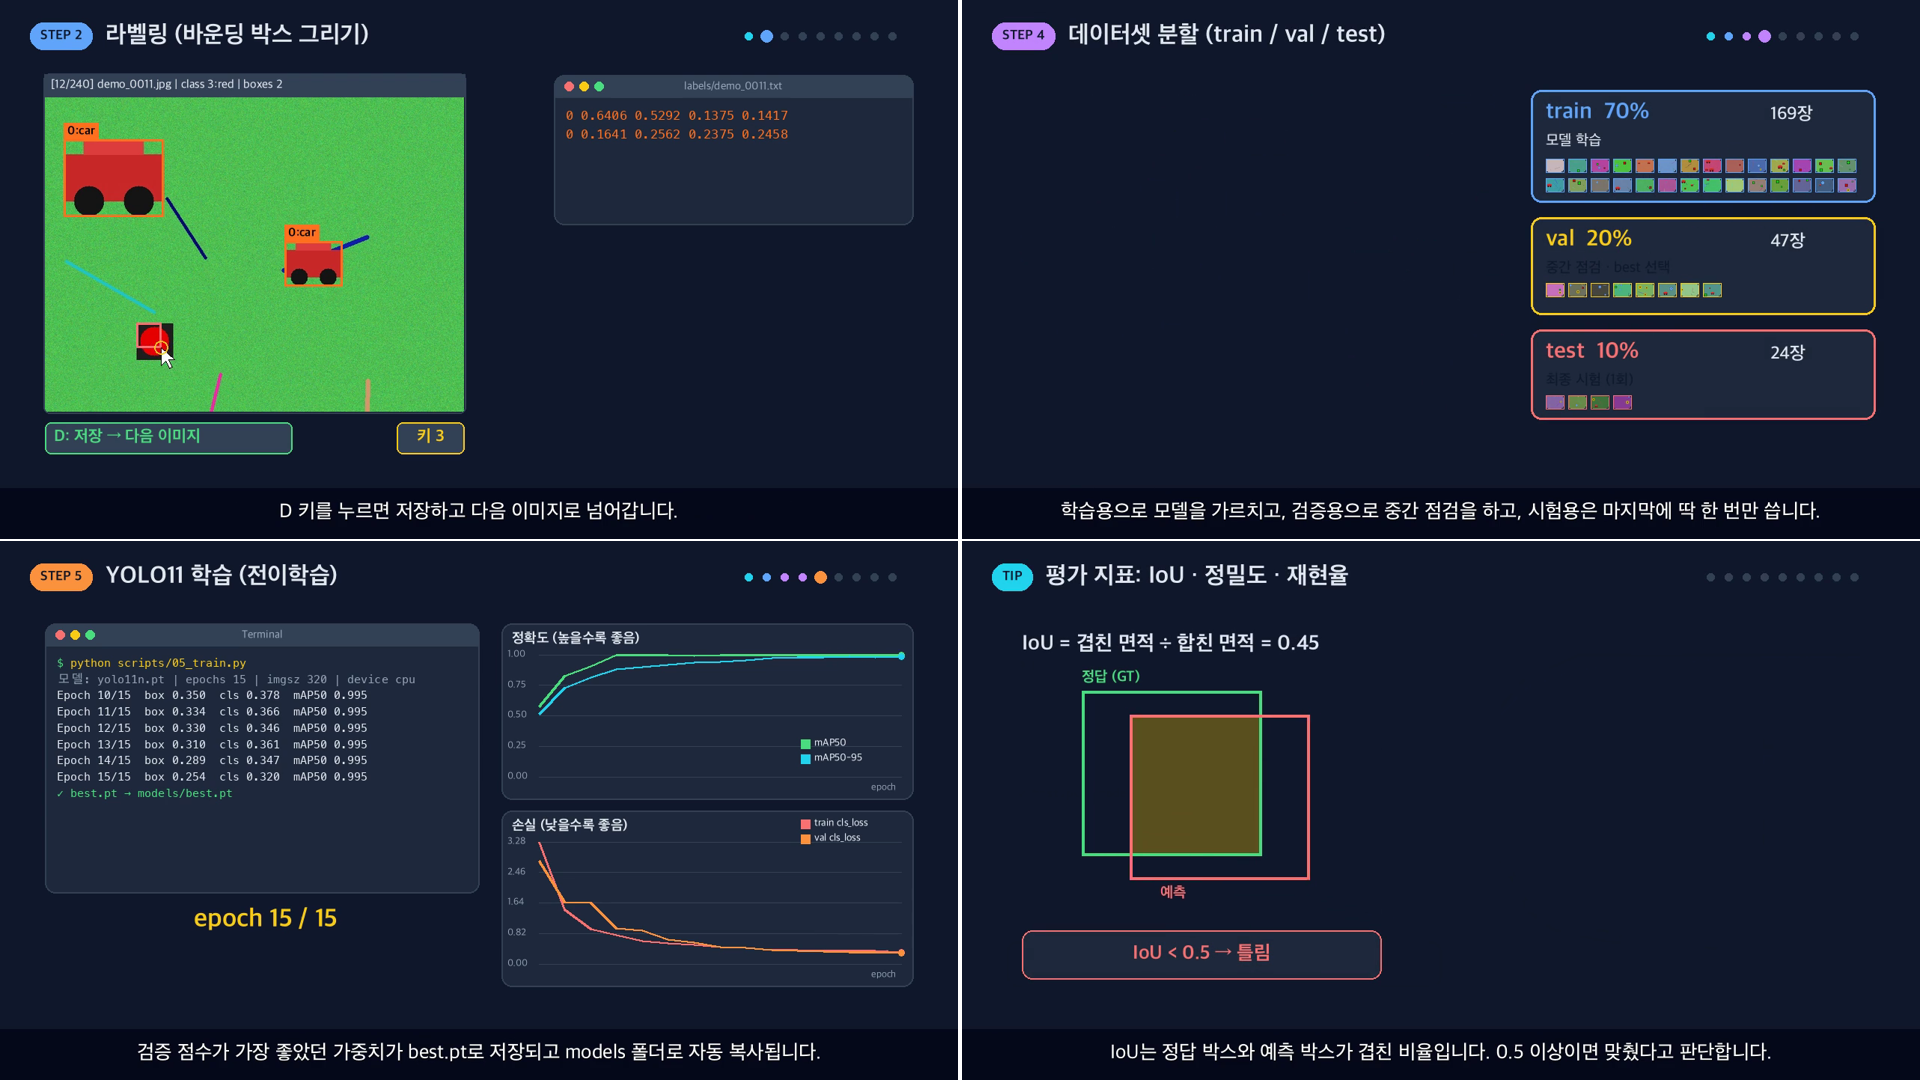 STEP 2 라벨링 (바운딩 박스 그리기)
[12/240] demo_0011.jpg | class 3:red | boxes 2
0:car
0:car
D: 저장 → 다음 이미지
키 3
labels/demo_0011.txt
0 0.6406 0.5292 0.1375 0.1417
0 0.1641 0.2562 0.2375 0.2458
D 키를 누르면 저장하고 다음 이미지로 넘어갑니다.
STEP 4 데이터셋 분할 (train / val / test)
train 70% 169장
모델 학습
val 20% 47장
중간 점검 · best 선택
test 10% 24장
최종 시험 (1회)
학습용으로 모델을 가르치고, 검증용으로 중간 점검을 하고, 시험용은 마지막에 딱 한 번만 씁니다.
STEP 5 YOLO11 학습 (전이학습)
Terminal
$ python scripts/05_train.py
모델: yolo11n.pt | epochs 15 | imgsz 320 | device cpu
Epoch 10/15 box 0.350 cls 0.378 mAP50 0.995
Epoch 11/15 box 0.334 cls 0.366 mAP50 0.995
Epoch 12/15 box 0.330 cls 0.346 mAP50 0.995
Epoch 13/15 box 0.310 cls 0.361 mAP50 0.995
Epoch 14/15 box 0.289 cls 0.347 mAP50 0.995
Epoch 15/15 box 0.254 cls 0.320 mAP50 0.995
✓ best.pt → models/best.pt
epoch 15 / 15
정확도 (높을수록 좋음)
1.00
0.75
0.50
0.25
0.00
mAP50
mAP50-95
epoch
손실 (낮을수록 좋음)
3.28
2.46
1.64
0.82
0.00
train cls_loss
val cls_loss
epoch
검증 점수가 가장 좋았던 가중치가 best.pt로 저장되고 models 폴더로 자동 복사됩니다.
TIP 평가 지표: IoU · 정밀도 · 재현율
IoU = 겹친 면적 ÷ 합친 면적 = 0.45
정답 (GT)
예측
IoU < 0.5 → 틀림
IoU는 정답 박스와 예측 박스가 겹친 비율입니다. 0.5 이상이면 맞췄다고 판단합니다.